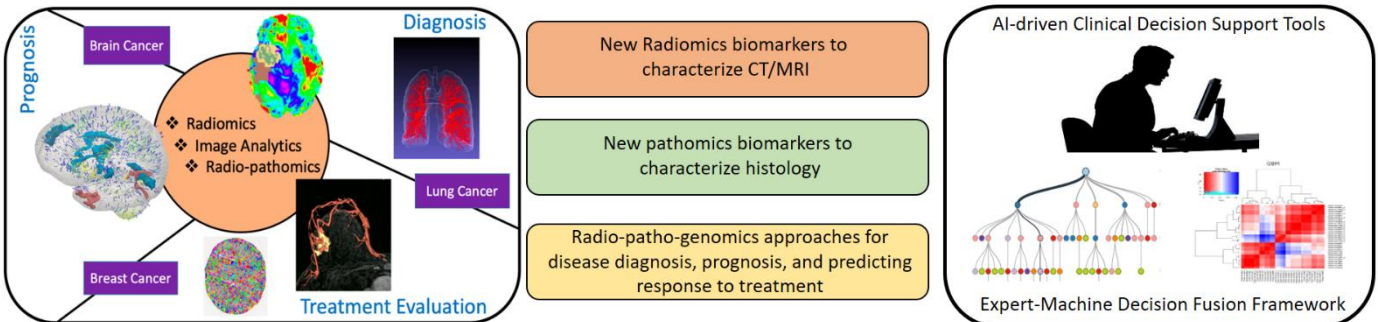 Prognosis
Brain Cancer
Diagnosis
❖ Radiomics
❖ Image Analytics
❖ Radio-pathomics
Lung Cancer
Breast Cancer
Treatment Evaluation
New Radiomics biomarkers to
characterize CT/MRI
New pathomics biomarkers to
characterize histology
Radio-patho-genomics approaches for
disease diagnosis, prognosis, and predicting
response to treatment
AI-driven Clinical Decision Support Tools
GBM
Expert-Machine Decision Fusion Framework